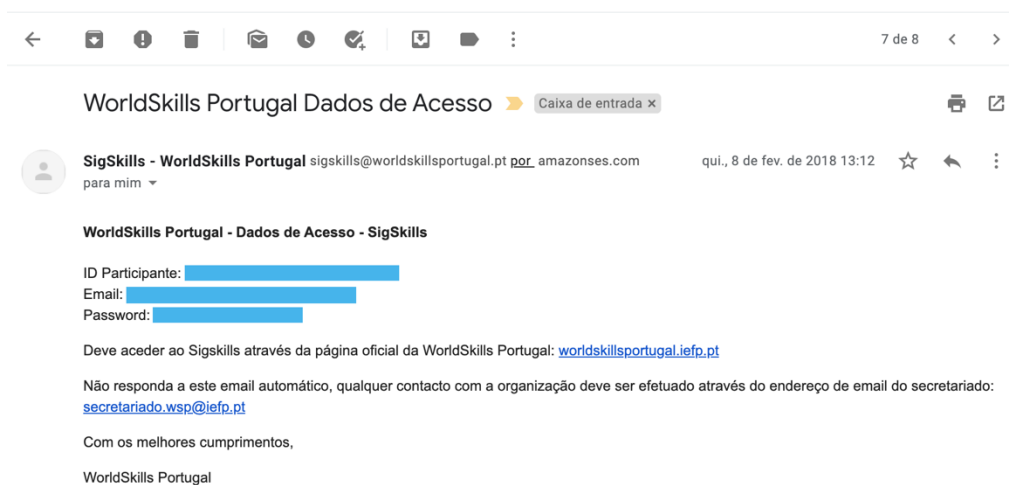 7 de 8
WorldSkills Portugal Dados de Acesso Caixa de entrada ×
SigSkills - WorldSkills Portugal sigskills@worldskillsportugal.pt por amazonses.com qui., 8 de fev. de 2018 13:12
para mim
WorldSkills Portugal - Dados de Acesso - SigSkills
ID Participante:
Email:
Password:
Deve aceder ao Sigskills através da página oficial da WorldSkills Portugal: worldskillsportugal.iefp.pt
Não responda a este email automático, qualquer contacto com a organização deve ser efetuado através do endereço de email do secretariado:
secretariado.wsp@iefp.pt
Com os melhores cumprimentos,
WorldSkills Portugal